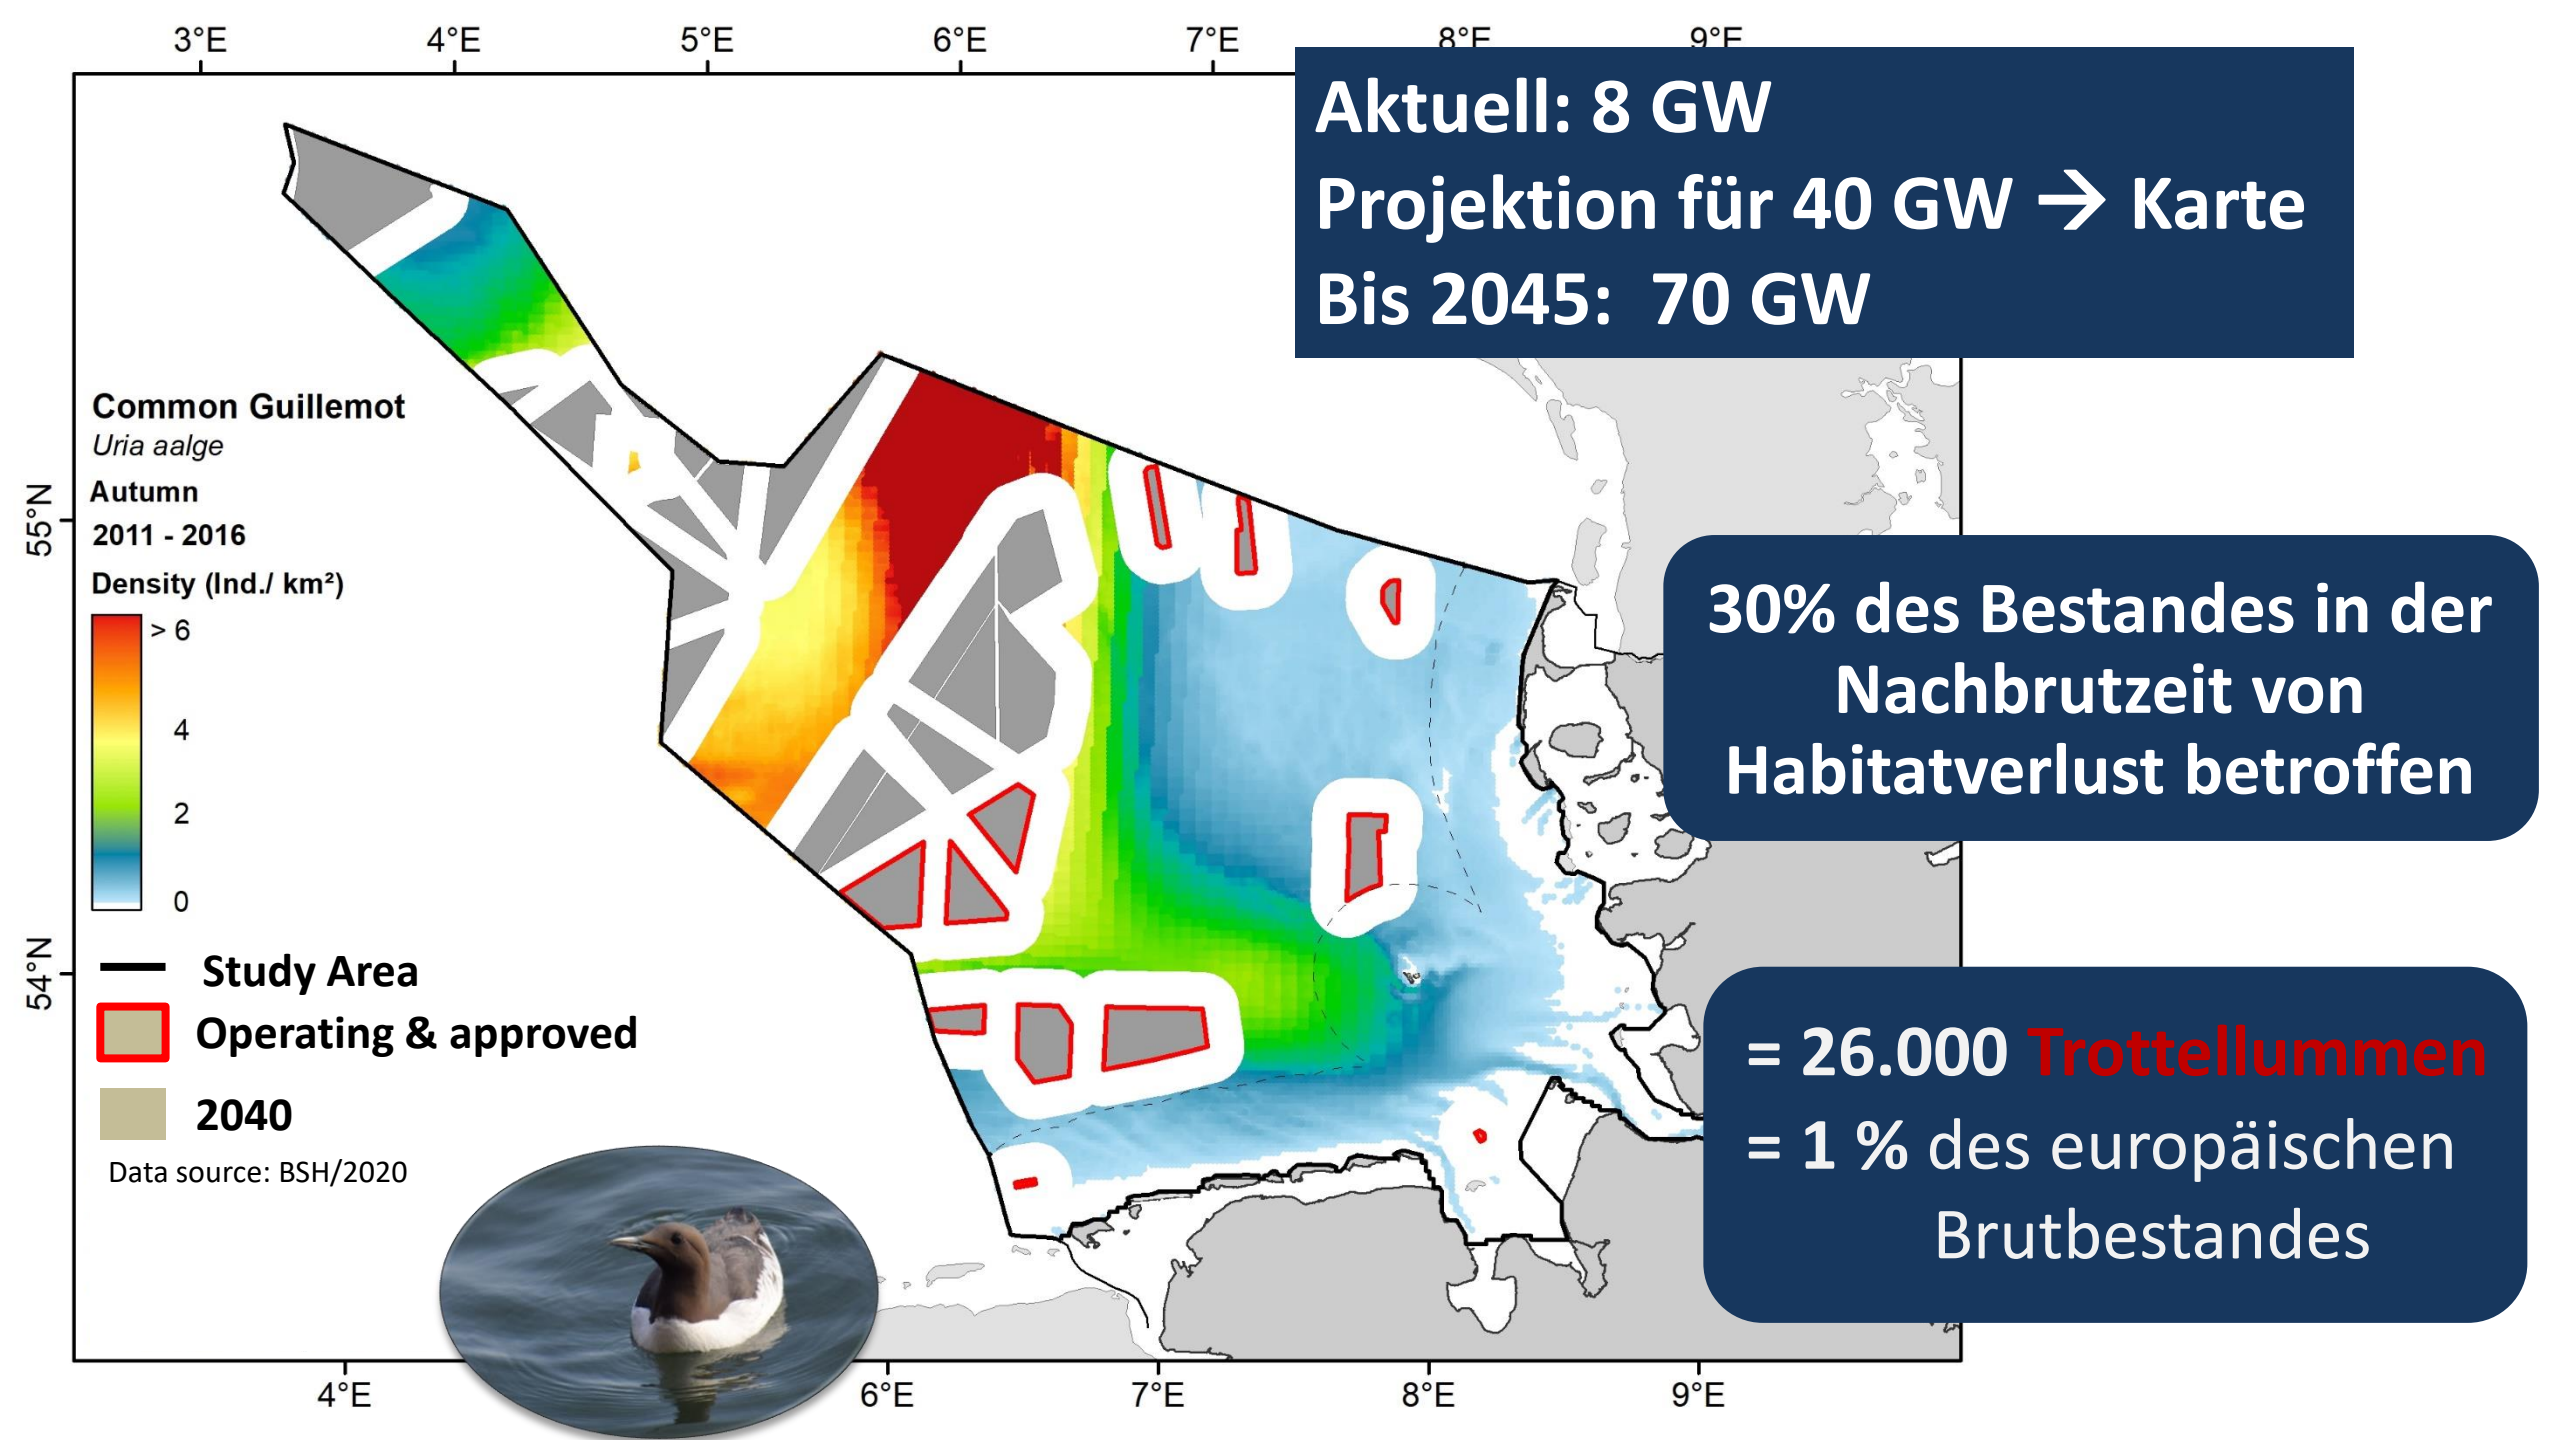 3°E 4°E 5°E 6°E 7°E 8°E 9°E
Aktuell: 8 GW
Projektion für 40 GW → Karte
Bis 2045: 70 GW
Common Guillemot
Uria aalge
Autumn
2011 - 2016
Density (Ind./ km²)
> 6
4
2
0
55°N
54°N
Study Area
Operating & approved
2040
Data source: BSH/2020
30% des Bestandes in der
Nachbrutzeit von
Habitatverlust betroffen
= 26.000 Trottellummen
= 1 % des europäischen
Brutbestandes
4°E 6°E 7°E 8°E 9°E